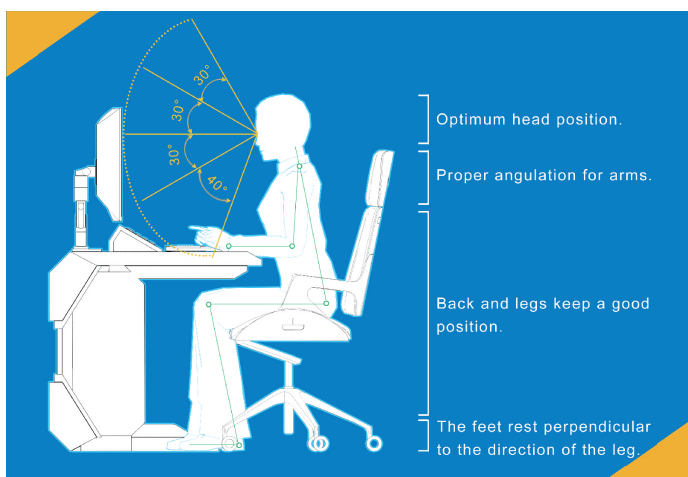 30°
30°
30°
40°
Optimum head position.
Proper angulation for arms.
Back and legs keep a good
position.
The feet rest perpendicular
to the direction of the leg.